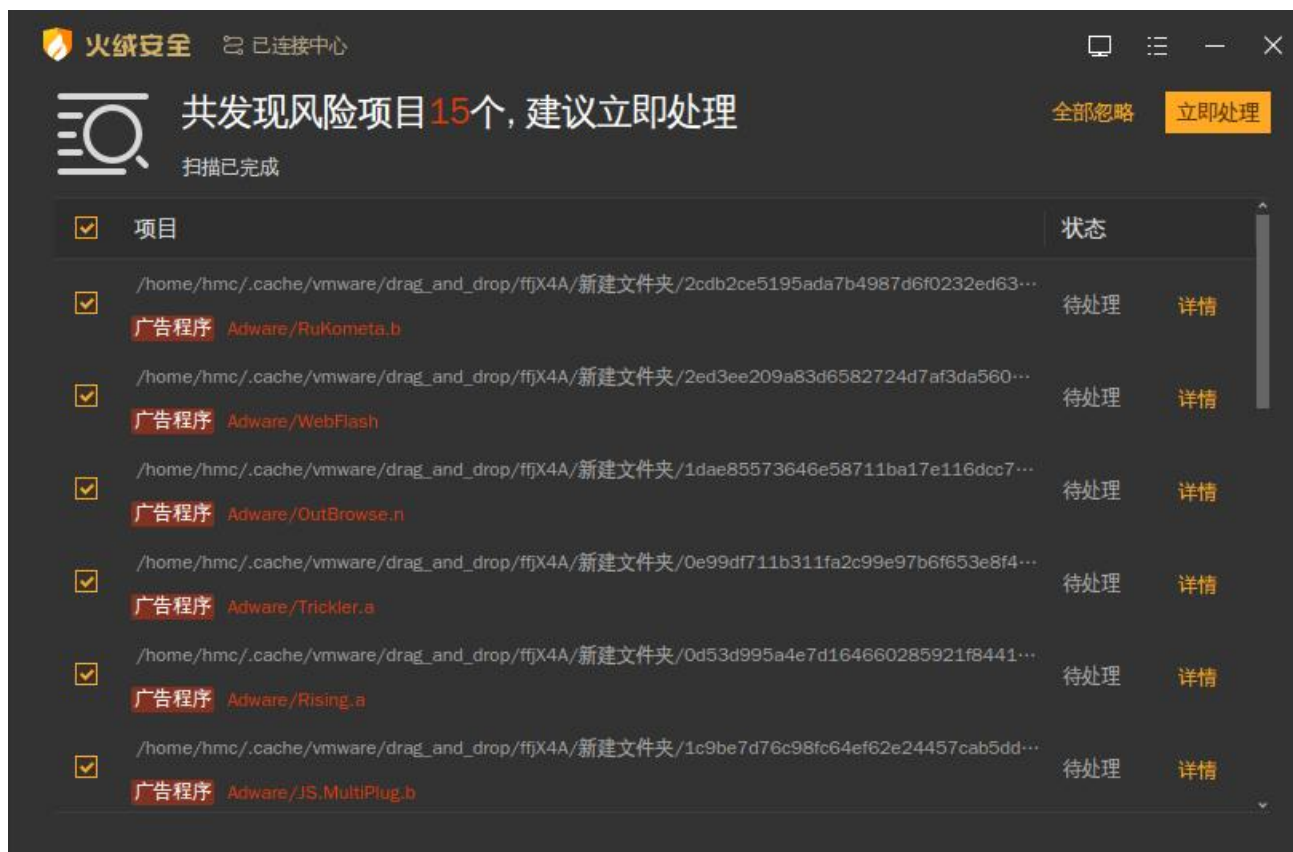 火绒安全 已连接中心
共发现风险项目15个,建议立即处理 全部忽略 立即处理
扫描已完成
项目 状态
/home/hmc/.cache/vmware/drag_and_drop/ffjX4A/新建文件夹/2cdb2ce5195ada7b4987d6f0232ed63…
待处理 详情
广告程序 Adware/RuKometa.b
/home/hmc/.cache/vmware/drag_and_drop/ffjX4A/新建文件夹/2ed3ee209a83d6582724d7af3da560…
待处理 详情
广告程序 Adware/WebFlash
/home/hmc/.cache/vmware/drag_and_drop/ffjX4A/新建文件夹/1dae85573646e58711ba17e116dcc7…
待处理 详情
广告程序 Adware/OutBrowse.n
/home/hmc/.cache/vmware/drag_and_drop/ffjX4A/新建文件夹/0e99df711b311fa2c99e97b6f653e8f4…
待处理 详情
广告程序 Adware/Trickler.a
/home/hmc/.cache/vmware/drag_and_drop/ffjX4A/新建文件夹/0d53d995a4e7d164660285921f8441…
待处理 详情
广告程序 Adware/Rising.a
/home/hmc/.cache/vmware/drag_and_drop/ffjX4A/新建文件夹/1c9be7d76c98fc64ef62e24457cab5dd…
待处理 详情
广告程序 Adware/JS.MultiPlug.b